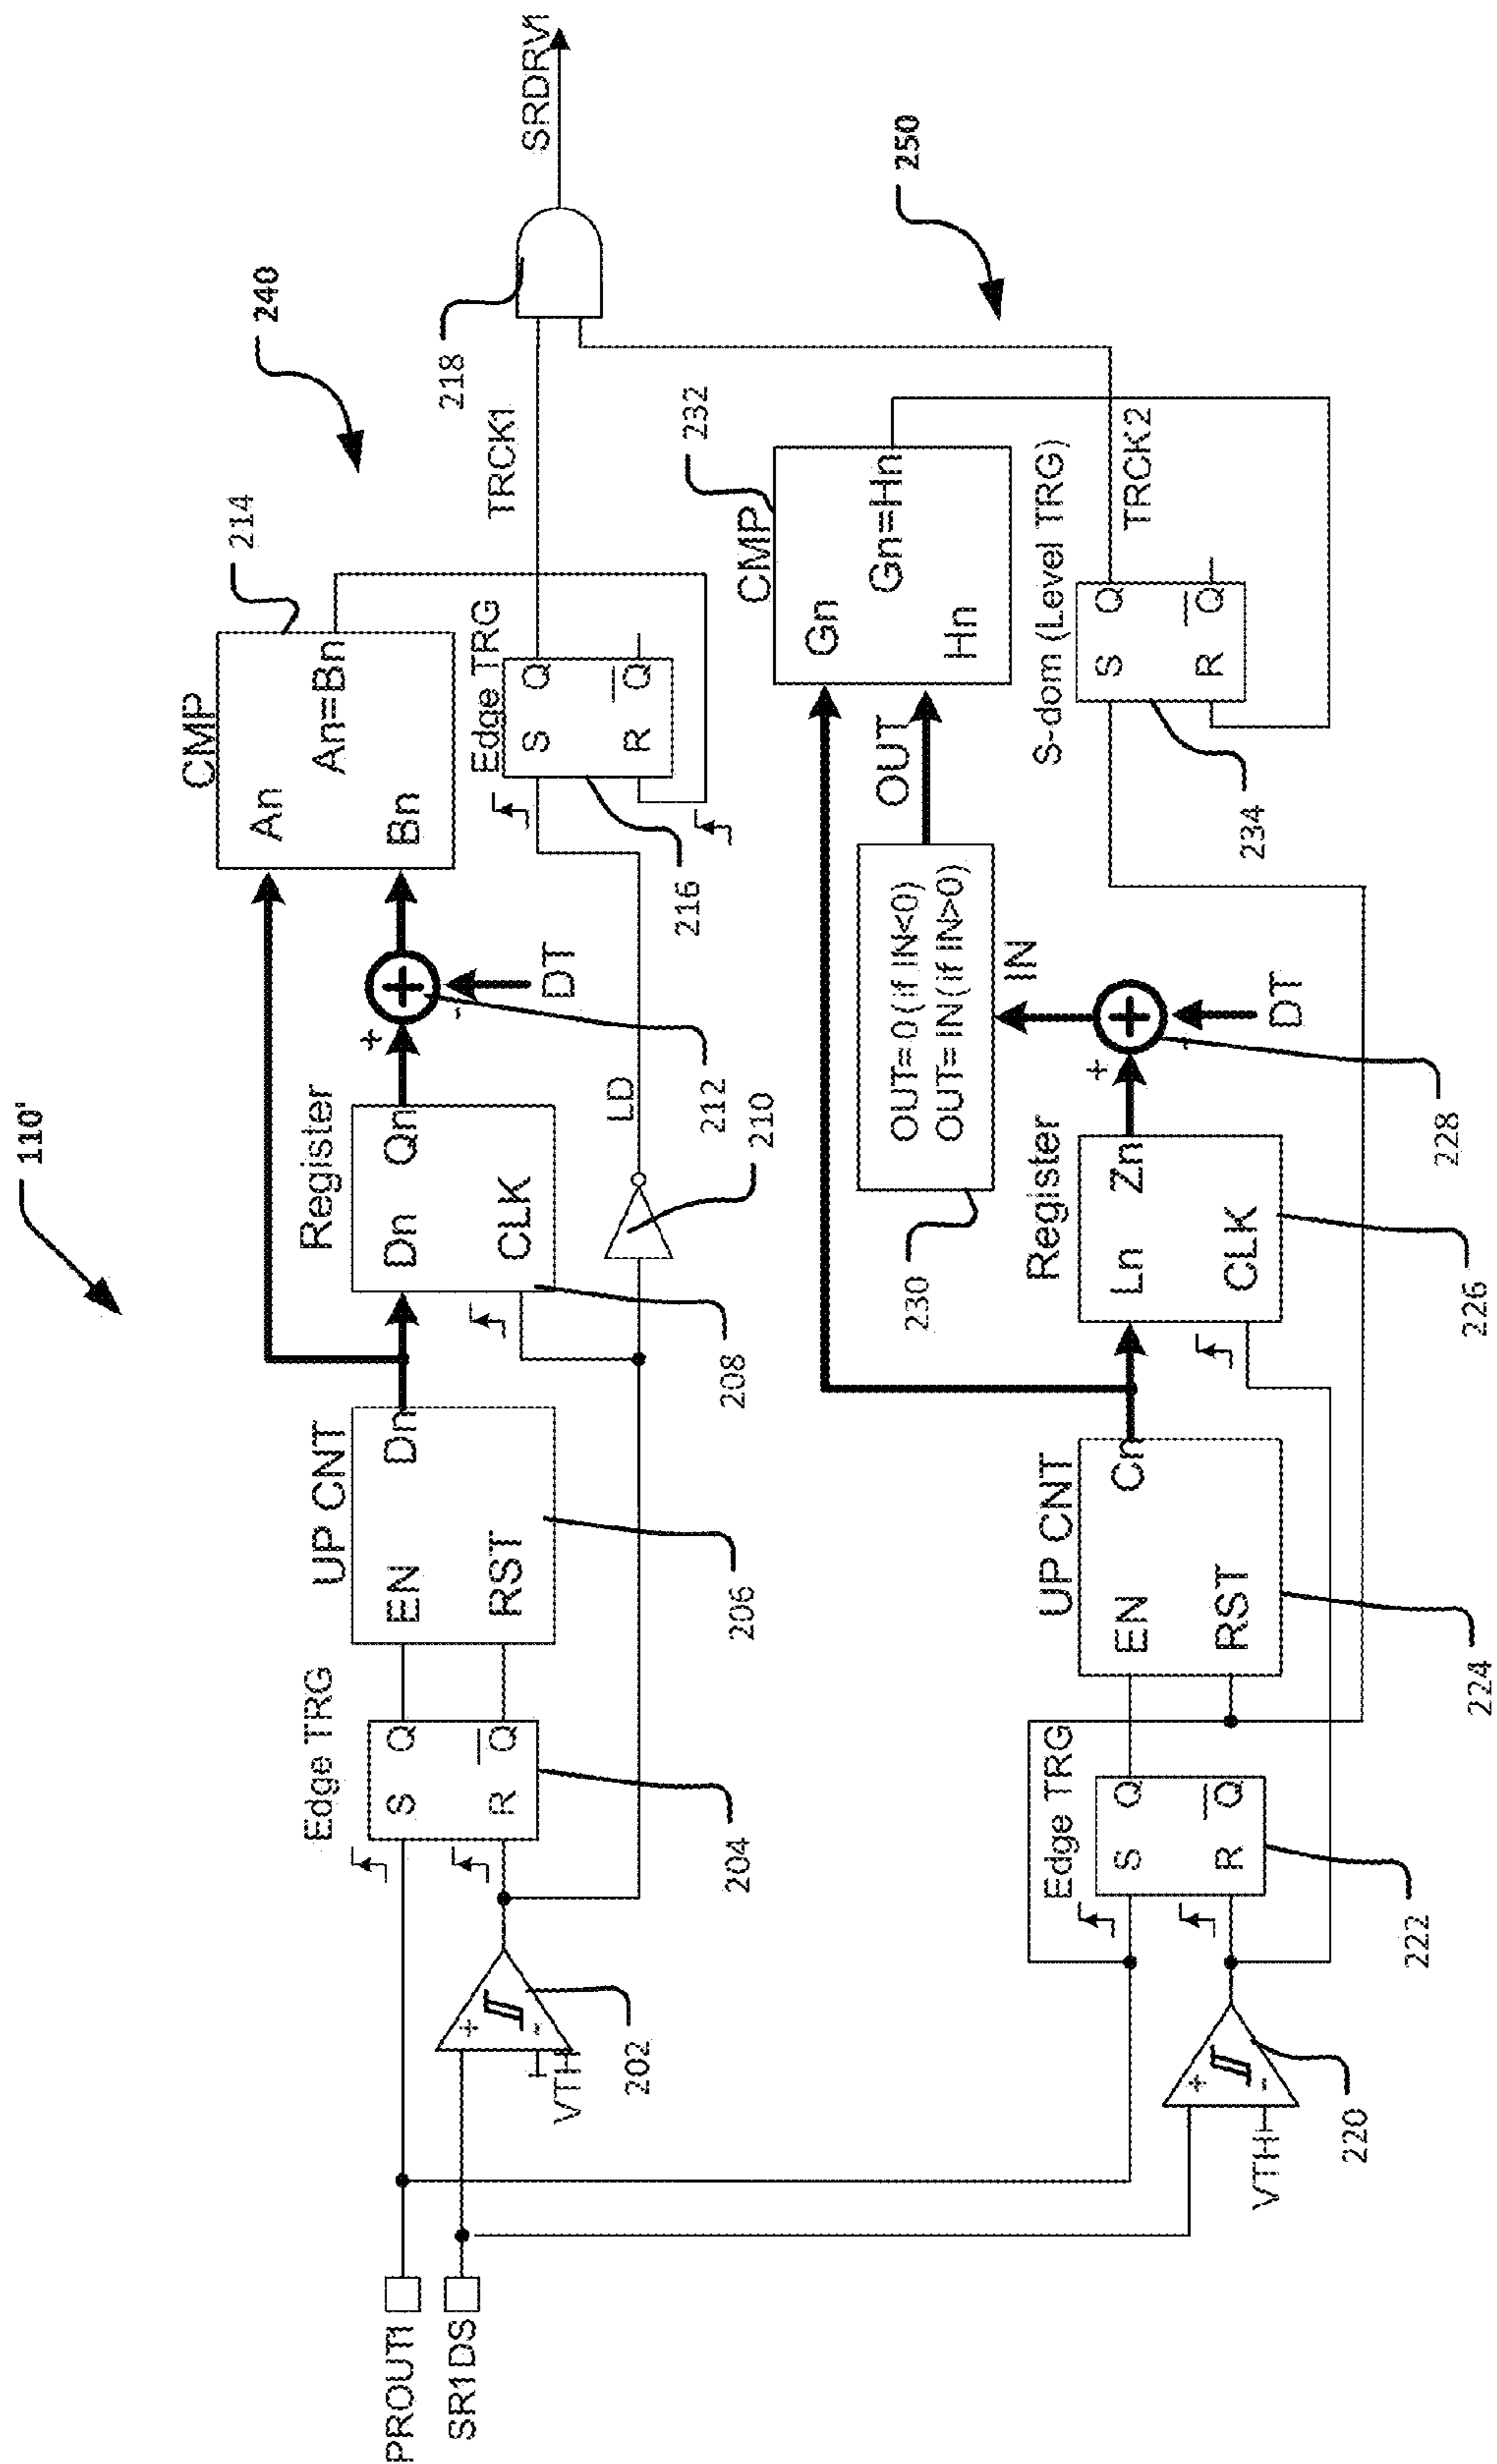 110'
240
250
PROUT1
SR1DS
VTH
+
-
202
Edge TRG
S Q
R Q
204
UP CNT
EN Dn
RST
206
Register
Dn Qn
CLK
208
210
LD
+
-
DT
212
CMP
An
An=Bn
Bn
214
Edge TRG
S Q
R Q
216
TRCK1
218
SRDRV1
VTH
+
-
220
Edge TRG
S Q
R Q
222
UP CNT
EN Cn
RST
224
Register
Ln Zn
CLK
226
+
-
DT
228
IN
OUT=0 (if IN<0)
OUT=IN (if IN>0)
230
OUT
CMP
Gn
Gn=Hn
Hn
232
S-dom (Level TRG)
S Q
R Q
234
TRCK2